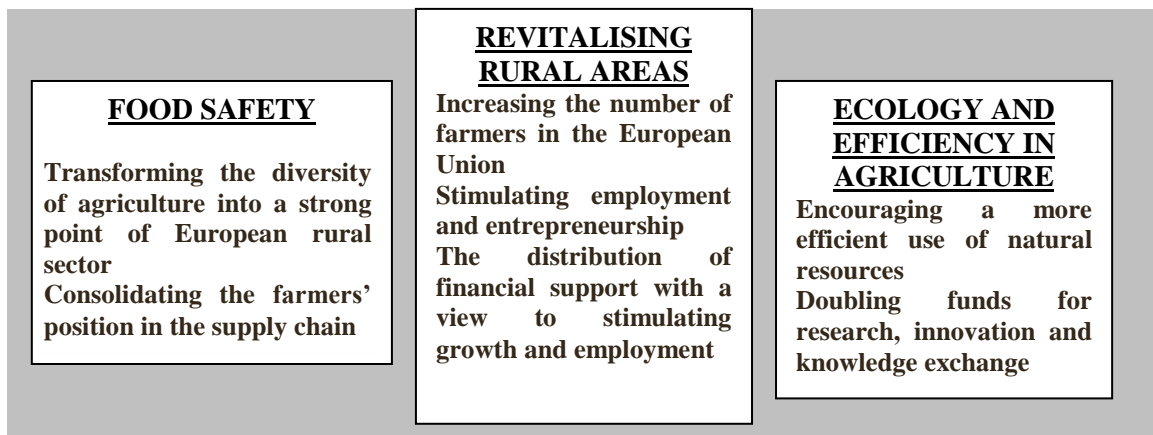 FOOD SAFETY
Transforming the diversity
of agriculture into a strong
point of European rural
sector
Consolidating the farmers’
position in the supply chain
REVITALISING
RURAL AREAS
Increasing the number of
farmers in the European
Union
Stimulating employment
and entrepreneurship
The distribution of
financial support with a
view to stimulating
growth and employment
ECOLOGY AND
EFFICIENCY IN
AGRICULTURE
Encouraging a more
efficient use of natural
resources
Doubling funds for
research, innovation and
knowledge exchange